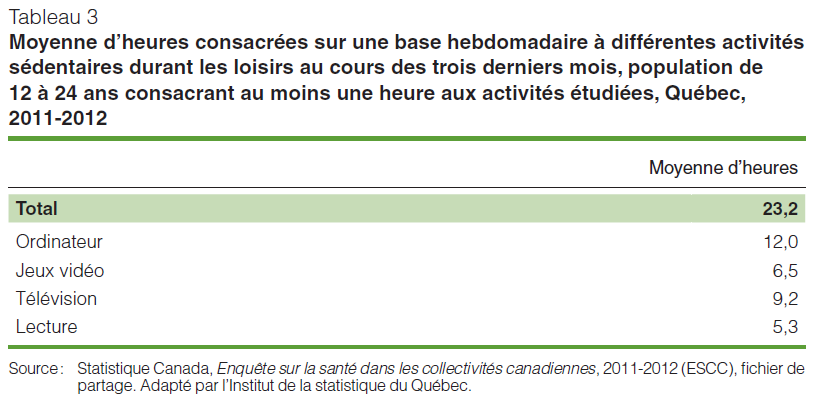 Tableau 3
Moyenne d’heures consacrées sur une base hebdomadaire à différentes activités
sédentaires durant les loisirs au cours des trois derniers mois, population de
12 à 24 ans consacrant au moins une heure aux activités étudiées, Québec,
2011-2012
Moyenne d’heures
Total 23,2
Ordinateur 12,0
Jeux vidéo 6,5
Télévision 9,2
Lecture 5,3
Source : Statistique Canada, Enquête sur la santé dans les collectivités canadiennes, 2011-2012 (ESCC), fichier de
partage. Adapté par l’Institut de la statistique du Québec.